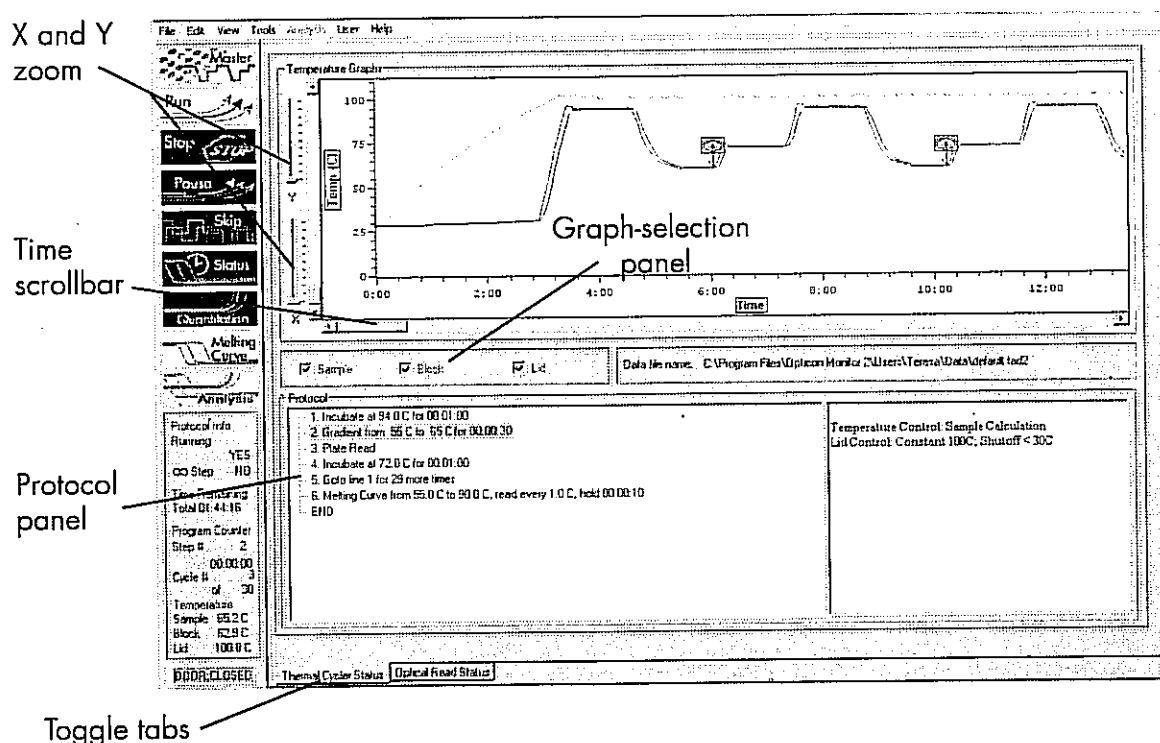 X and Y
zoom
Time
scrollbar
Protocol
panel
Toggle tabs
Graph-selection
panel
File Edit View Tools Analysis User Help
Master
Run
Stop STOP
Pause
Skip
Status
Quantitation
Melting
Curve
Analysis
Protocol Info
Running
YES
Step NO
Time Remaining
Total 01:44:16
Program Counter
Step # 2
00:00:00
Cycle # 3
of 30
Temperature
Sample 65.2 C
Block 62.9 C
Lid 100.0 C
DOOR:CLOSED
Temperature Graphs
Y
X
Temp. (C)
100
75
50
25
0
0:00 2:00 4:00 6:00 8:00 10:00 12:00
Time
Sample Block Lid
Data file name: C:\Program Files\Opticon Monitor 2\Users\Teresa\Data\default.tad2
Protocol
1. Incubate at 94.0 C for 00:01:00
2. Gradient from 55 C to 65 C for 00:00:30
3. Plate Read
4. Incubate at 72.0 C for 00:01:00
5. Goto line 1 for 29 more times
6. Melting Curve from 55.0 C to 90.0 C, read every 1.0 C, hold 00:00:10
END
Temperature Control: Sample Calculation
Lid Control: Constant 100C; Shutoff < 30C
Thermal Cycler Status Optical Read Status